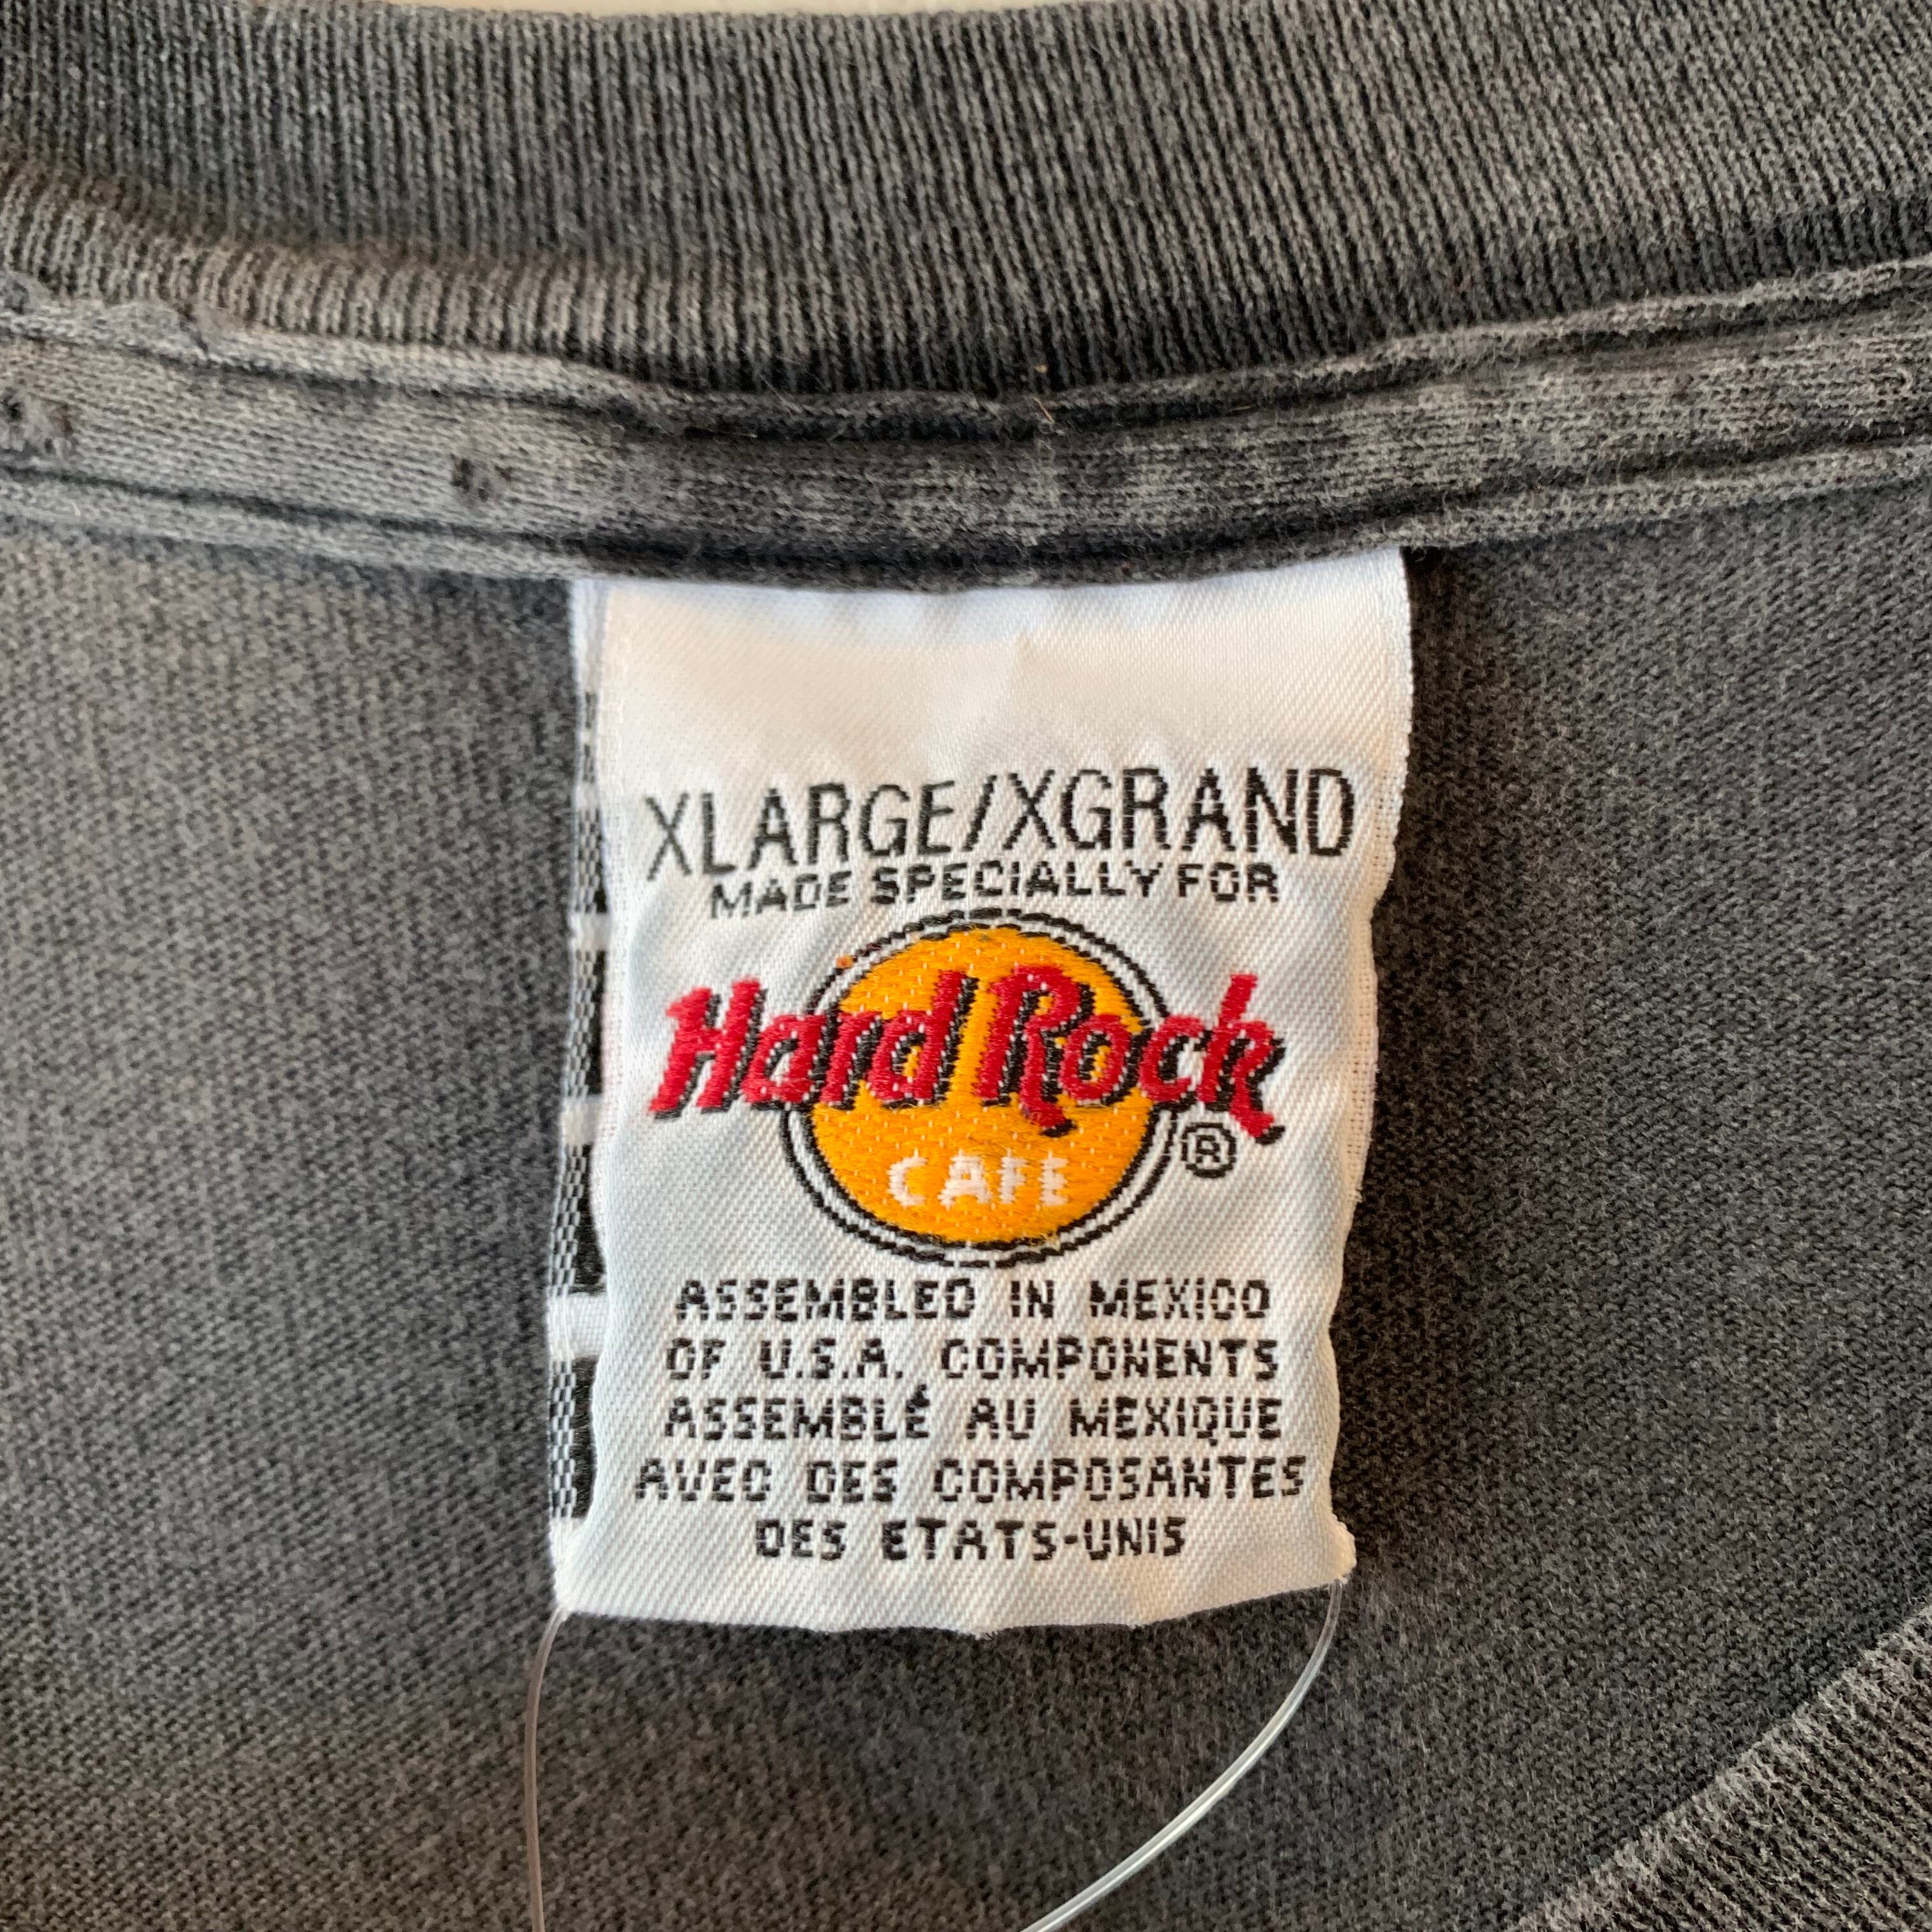 XLARGE/XGRAND
MADE SPECIALLY FOR
Hard Rock
CAFE
®
ASSEMBLED IN MEXICO
OF U.S.A. COMPONENTS
ASSEMBLÉ AU MEXIQUE
AVEC DES COMPOSANTES
DES ETATS-UNIS